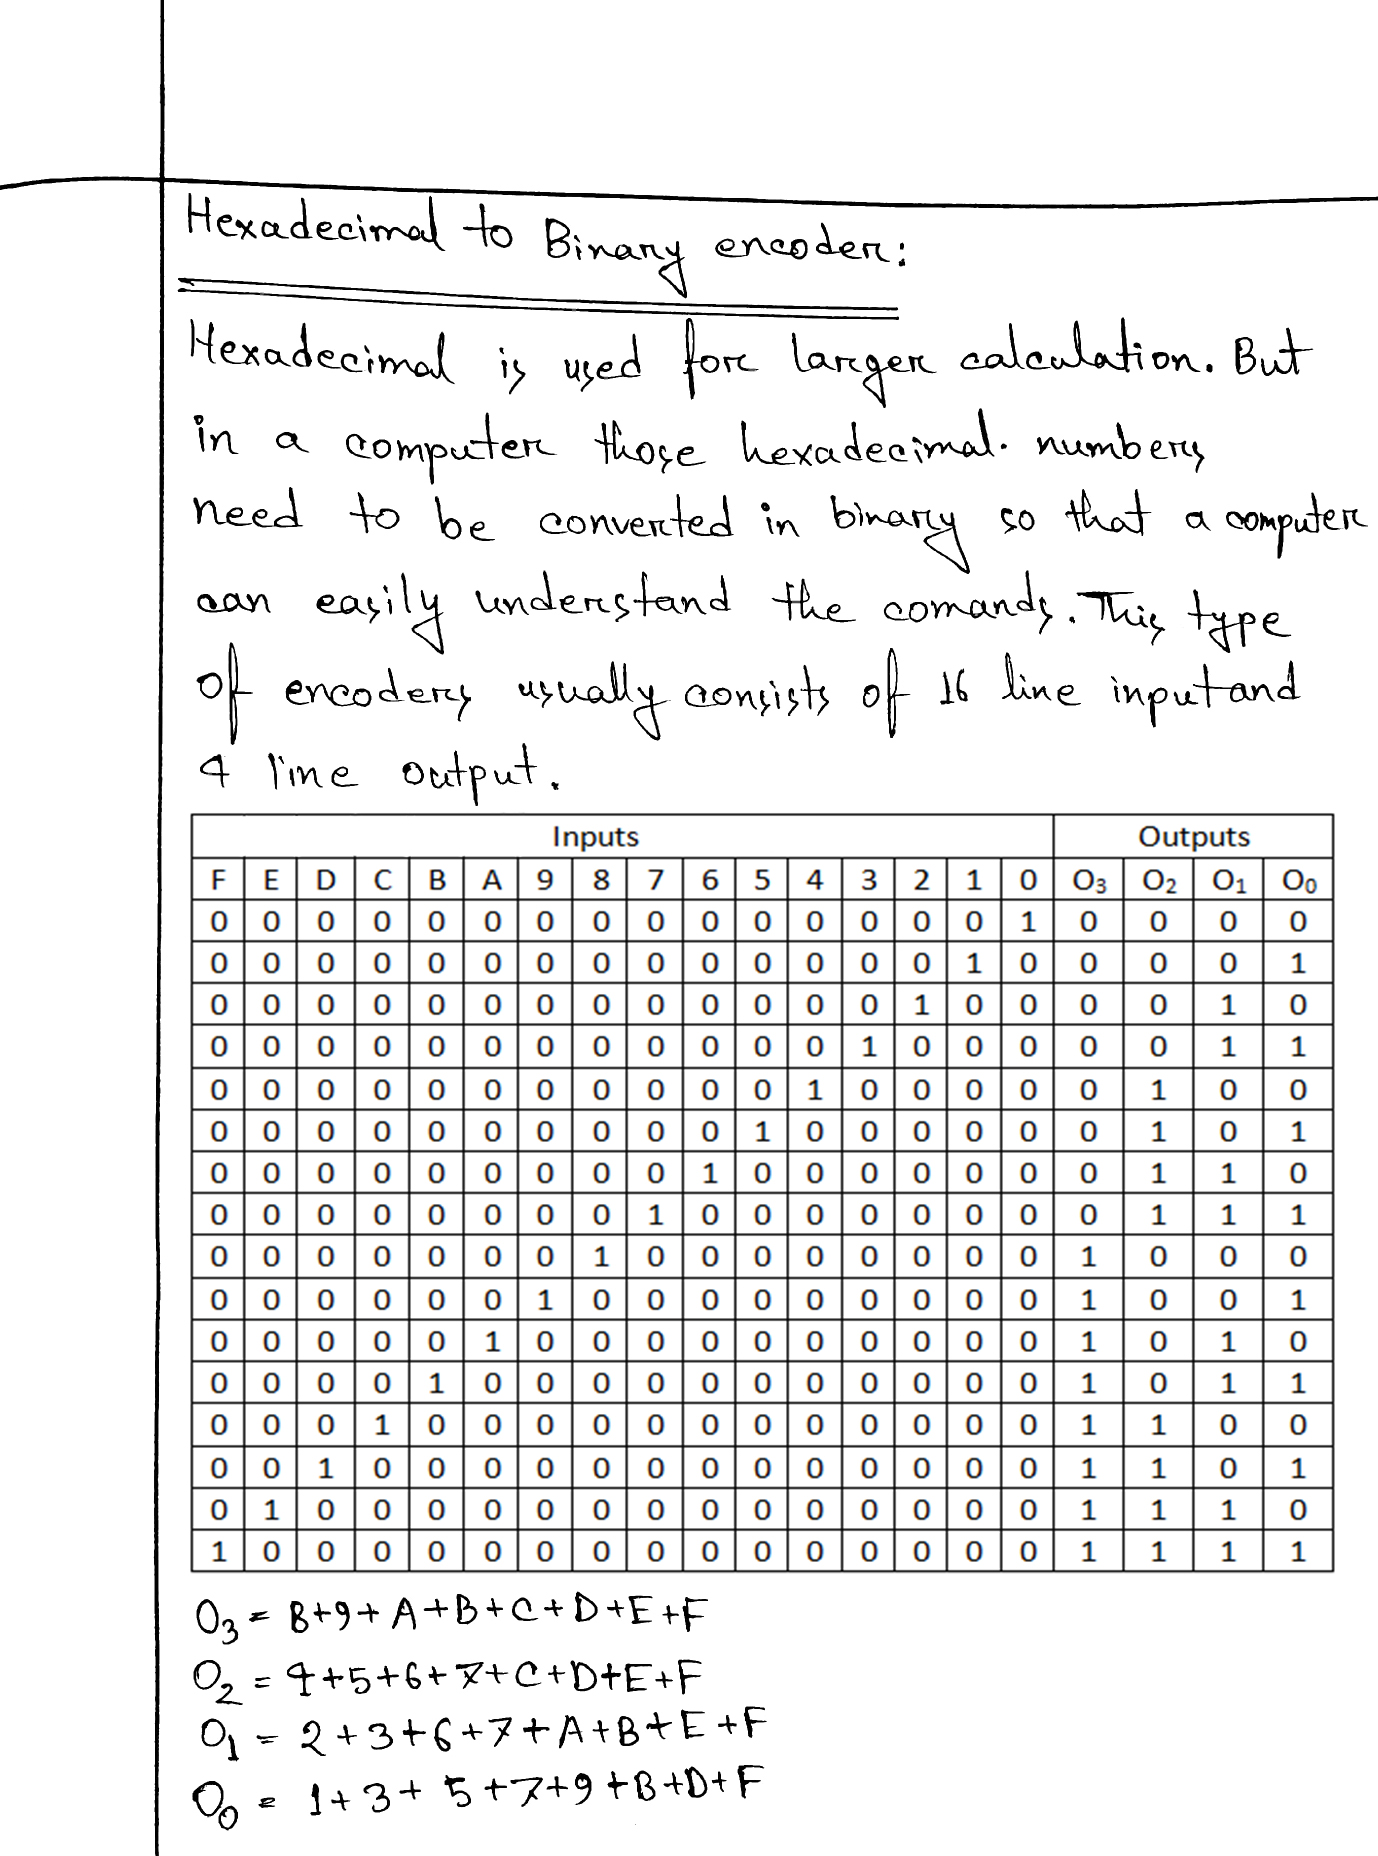 Hexadecimal to Binary encoder:
Hexadecimal is used for larger calculation. But
in a computer those hexadecimal. numbers
need to be converted in binary so that a computer
can easily understand the comands. This type
of encoders usually consists of 16 line input and
4 line output.
Inputs Outputs
F E D C B A 9 8 7 6 5 4 3 2 1 0 O3 O2 O1 O0
0 0 0 0 0 0 0 0 0 0 0 0 0 0 0 1 0 0 0 0
0 0 0 0 0 0 0 0 0 0 0 0 0 0 1 0 0 0 0 1
0 0 0 0 0 0 0 0 0 0 0 0 0 1 0 0 0 0 1 0
0 0 0 0 0 0 0 0 0 0 0 0 1 0 0 0 0 0 1 1
0 0 0 0 0 0 0 0 0 0 0 1 0 0 0 0 0 1 0 0
0 0 0 0 0 0 0 0 0 0 1 0 0 0 0 0 0 1 0 1
0 0 0 0 0 0 0 0 0 1 0 0 0 0 0 0 0 1 1 0
0 0 0 0 0 0 0 0 1 0 0 0 0 0 0 0 0 1 1 1
0 0 0 0 0 0 0 1 0 0 0 0 0 0 0 0 1 0 0 0
0 0 0 0 0 0 1 0 0 0 0 0 0 0 0 0 1 0 0 1
0 0 0 0 0 1 0 0 0 0 0 0 0 0 0 0 1 0 1 0
0 0 0 0 1 0 0 0 0 0 0 0 0 0 0 0 1 0 1 1
0 0 0 1 0 0 0 0 0 0 0 0 0 0 0 0 1 1 0 0
0 0 1 0 0 0 0 0 0 0 0 0 0 0 0 0 1 1 0 1
0 1 0 0 0 0 0 0 0 0 0 0 0 0 0 0 1 1 1 0
1 0 0 0 0 0 0 0 0 0 0 0 0 0 0 0 1 1 1 1
O3 = 8+9+A+B+C+D+E+F
O2 = 4+5+6+7+C+D+E+F
O1 = 2+3+6+7+A+B+E+F
O0 = 1+3+5+7+9+B+D+F